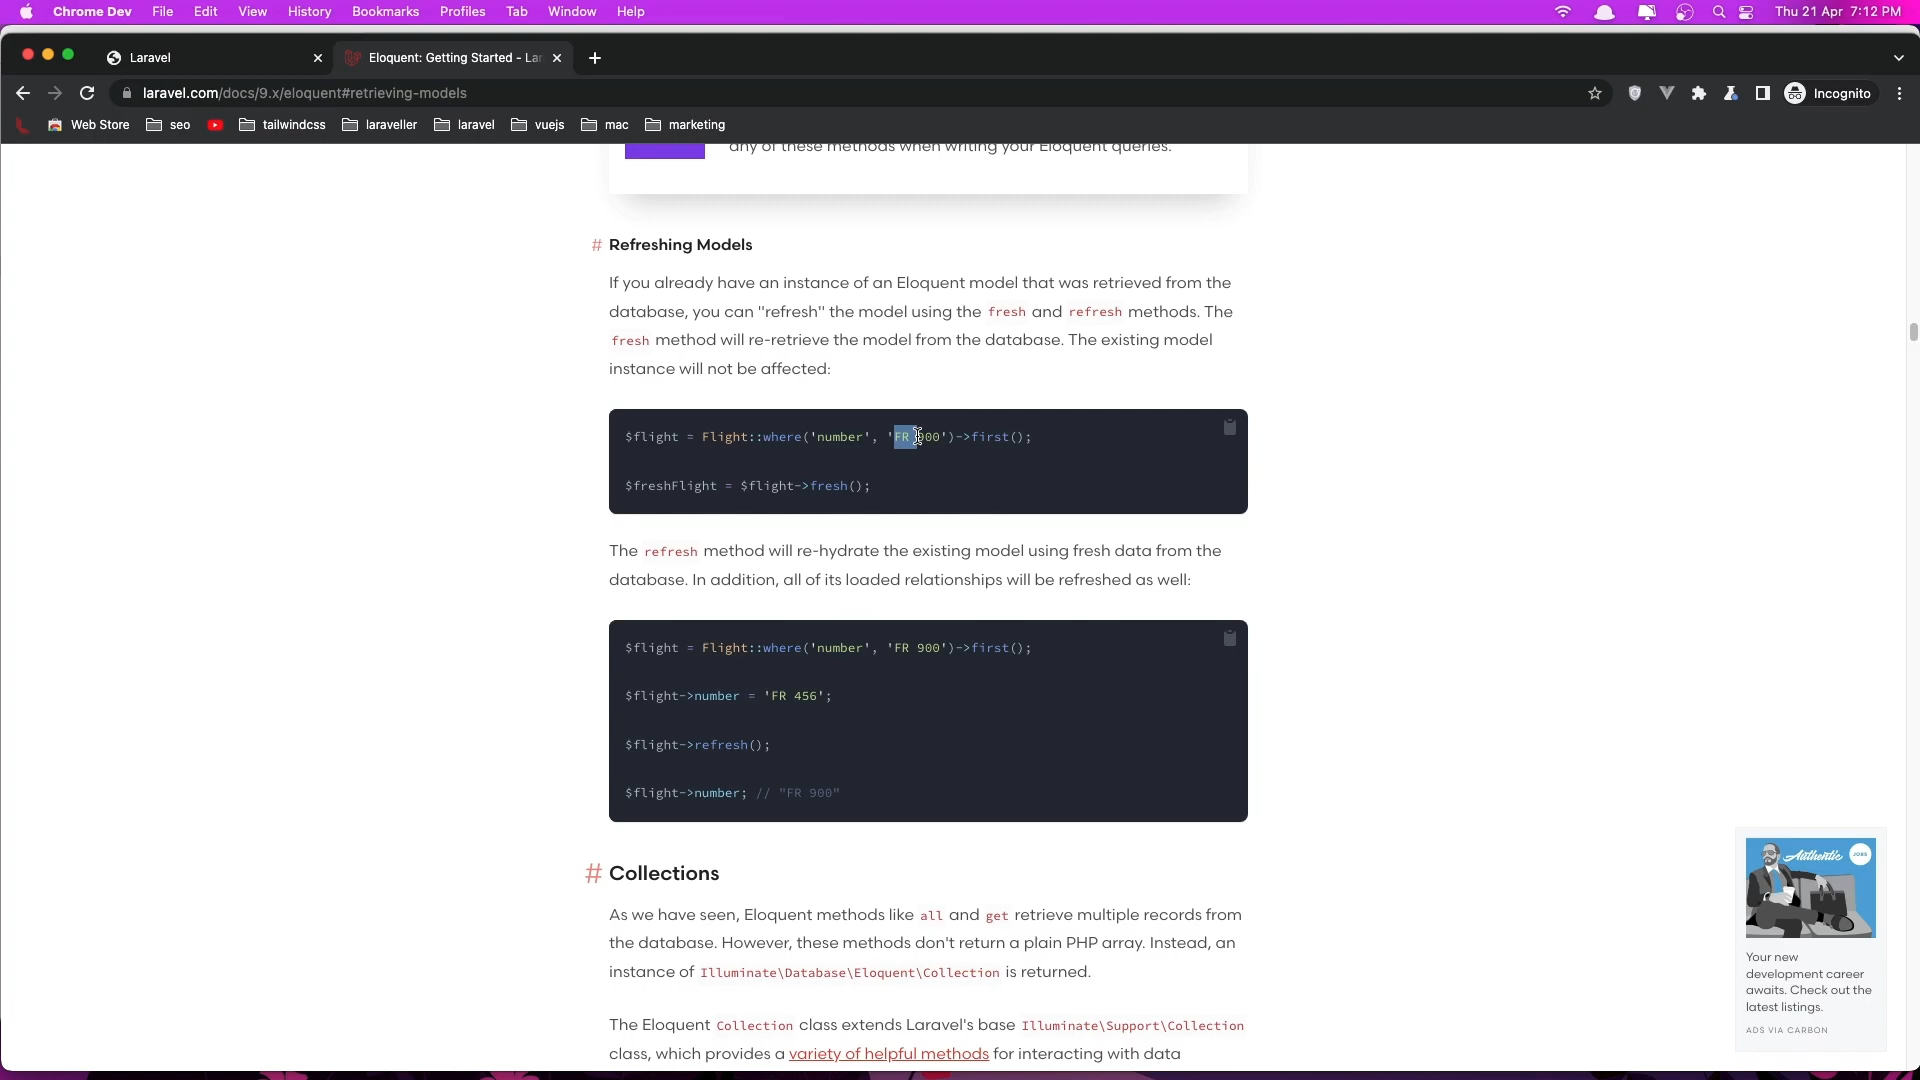 Chrome Dev File Edit View History Bookmarks Profiles Tab Window Help Thu 21 Apr 7:12 PM
Laravel Eloquent: Getting Started - Lar
laravel.com/docs/9.x/eloquent#retrieving-models Incognito
Web Store seo tailwindcss laraveller laravel vuejs mac marketing
any of these methods when writing your Eloquent queries.
# Refreshing Models
If you already have an instance of an Eloquent model that was retrieved from the
database, you can "refresh" the model using the fresh and refresh methods. The
fresh method will re-retrieve the model from the database. The existing model
instance will not be affected:
$flight = Flight::where('number', 'FR 900')->first();
$freshFlight = $flight->fresh();
The refresh method will re-hydrate the existing model using fresh data from the
database. In addition, all of its loaded relationships will be refreshed as well:
$flight = Flight::where('number', 'FR 900')->first();
$flight->number = 'FR 456';
$flight->refresh();
$flight->number; // "FR 900"
# Collections
As we have seen, Eloquent methods like all and get retrieve multiple records from
the database. However, these methods don't return a plain PHP array. Instead, an
instance of Illuminate\Database\Eloquent\Collection is returned.
The Eloquent Collection class extends Laravel's base Illuminate\Support\Collection
class, which provides a variety of helpful methods for interacting with data
Authentic JOBS
Your new
development career
awaits. Check out the
latest listings.
ADS VIA CARBON